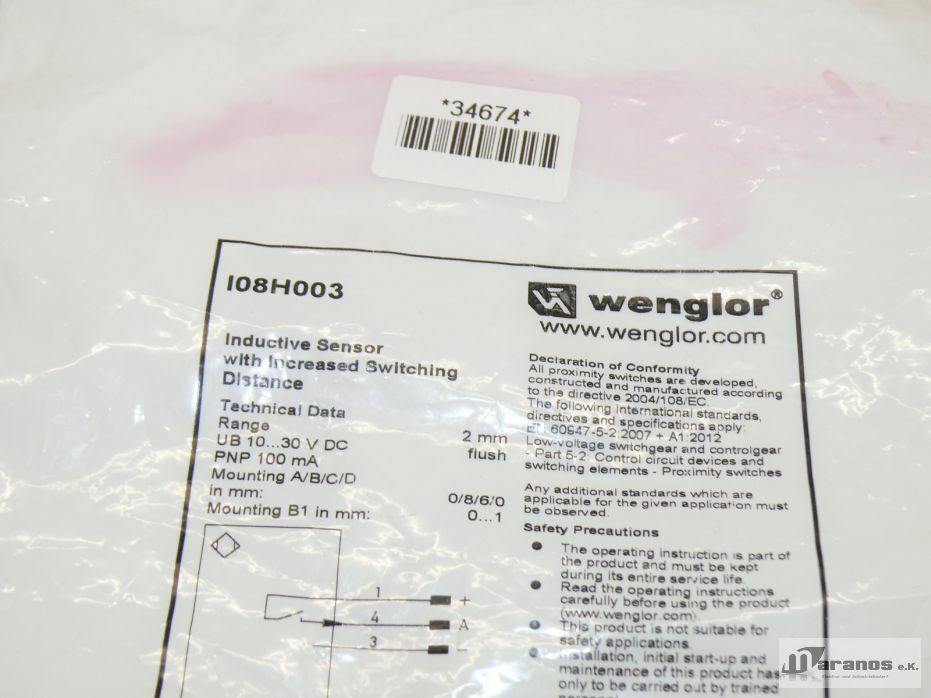 *34674*
I08H003
Inductive Sensor
with Increased Switching
Distance
Technical Data
Range 2 mm
UB 10...30 V DC flush
PNP 100 mA
Mounting A/B/C/D
in mm: 0/8/6/0
Mounting B1 in mm: 0...1
1 +
4 A
3 –
wenglor®
www.wenglor.com
Declaration of Conformity
All proximity switches are developed,
constructed and manufactured according
to the directive 2004/108/EC.
The following international standards,
directives and specifications apply:
EN 60947-5-2:2007 + A1:2012
Low-voltage switchgear and controlgear
- Part 5-2: Control circuit devices and
switching elements - Proximity switches
Any additional standards which are
applicable for the given application must
be observed.
Safety Precautions
● The operating instruction is part of
the product and must be kept
during its entire service life.
● Read the operating instructions
carefully before using the product
(www.wenglor.com).
● This product is not suitable for
safety applications.
● Installation, initial start-up and
maintenance of this product has
only to be carried out by trained
personnel.
maranos e.K.